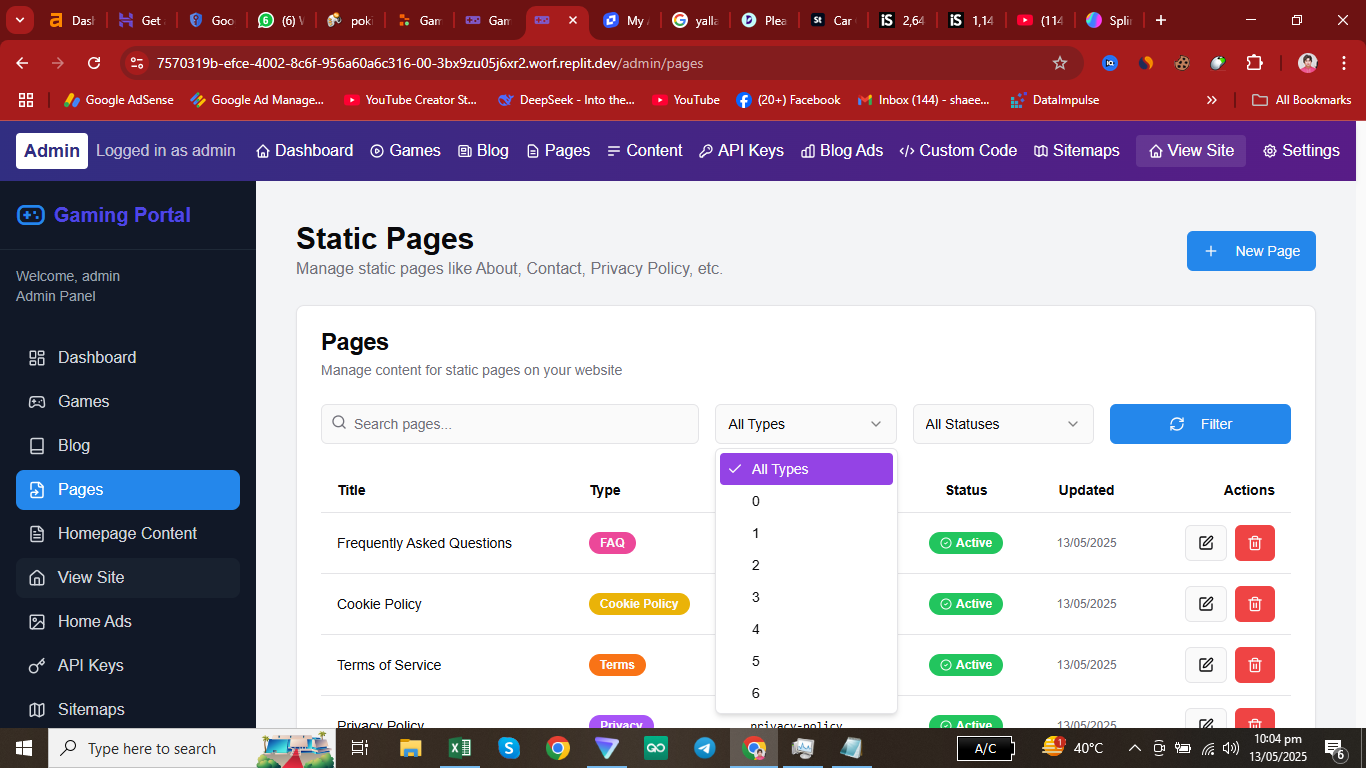 Dash
Get
Goo
(6) W
poki
Gam
Gam
My
yalla
Plea
Car
2,64
1,14
(114
Splin
7570319b-efce-4002-8c6f-956a60a6c316-00-3bx9zu05j6xr2.worf.replit.dev/admin/pages
Google AdSense
Google Ad Manage...
YouTube Creator St...
DeepSeek - Into the...
YouTube
(20+) Facebook
Inbox (144) - shaee...
DataImpulse
All Bookmarks
Admin
Logged in as admin
Dashboard
Games
Blog
Pages
Content
API Keys
Blog Ads
Custom Code
Sitemaps
View Site
Settings
Gaming Portal
Welcome, admin
Admin Panel
Dashboard
Games
Blog
Pages
Homepage Content
View Site
Home Ads
API Keys
Sitemaps
Static Pages
Manage static pages like About, Contact, Privacy Policy, etc.
New Page
Pages
Manage content for static pages on your website
Search pages...
All Types
All Statuses
Filter
All Types
0
1
2
3
4
5
6
Title Type Status Updated Actions
Frequently Asked Questions FAQ Active 13/05/2025
Cookie Policy Cookie Policy Active 13/05/2025
Terms of Service Terms Active 13/05/2025
Privacy Policy Privacy privacy-policy Active 13/05/2025
Type here to search
A/C
1
40°C
10:04 pm
13/05/2025
6